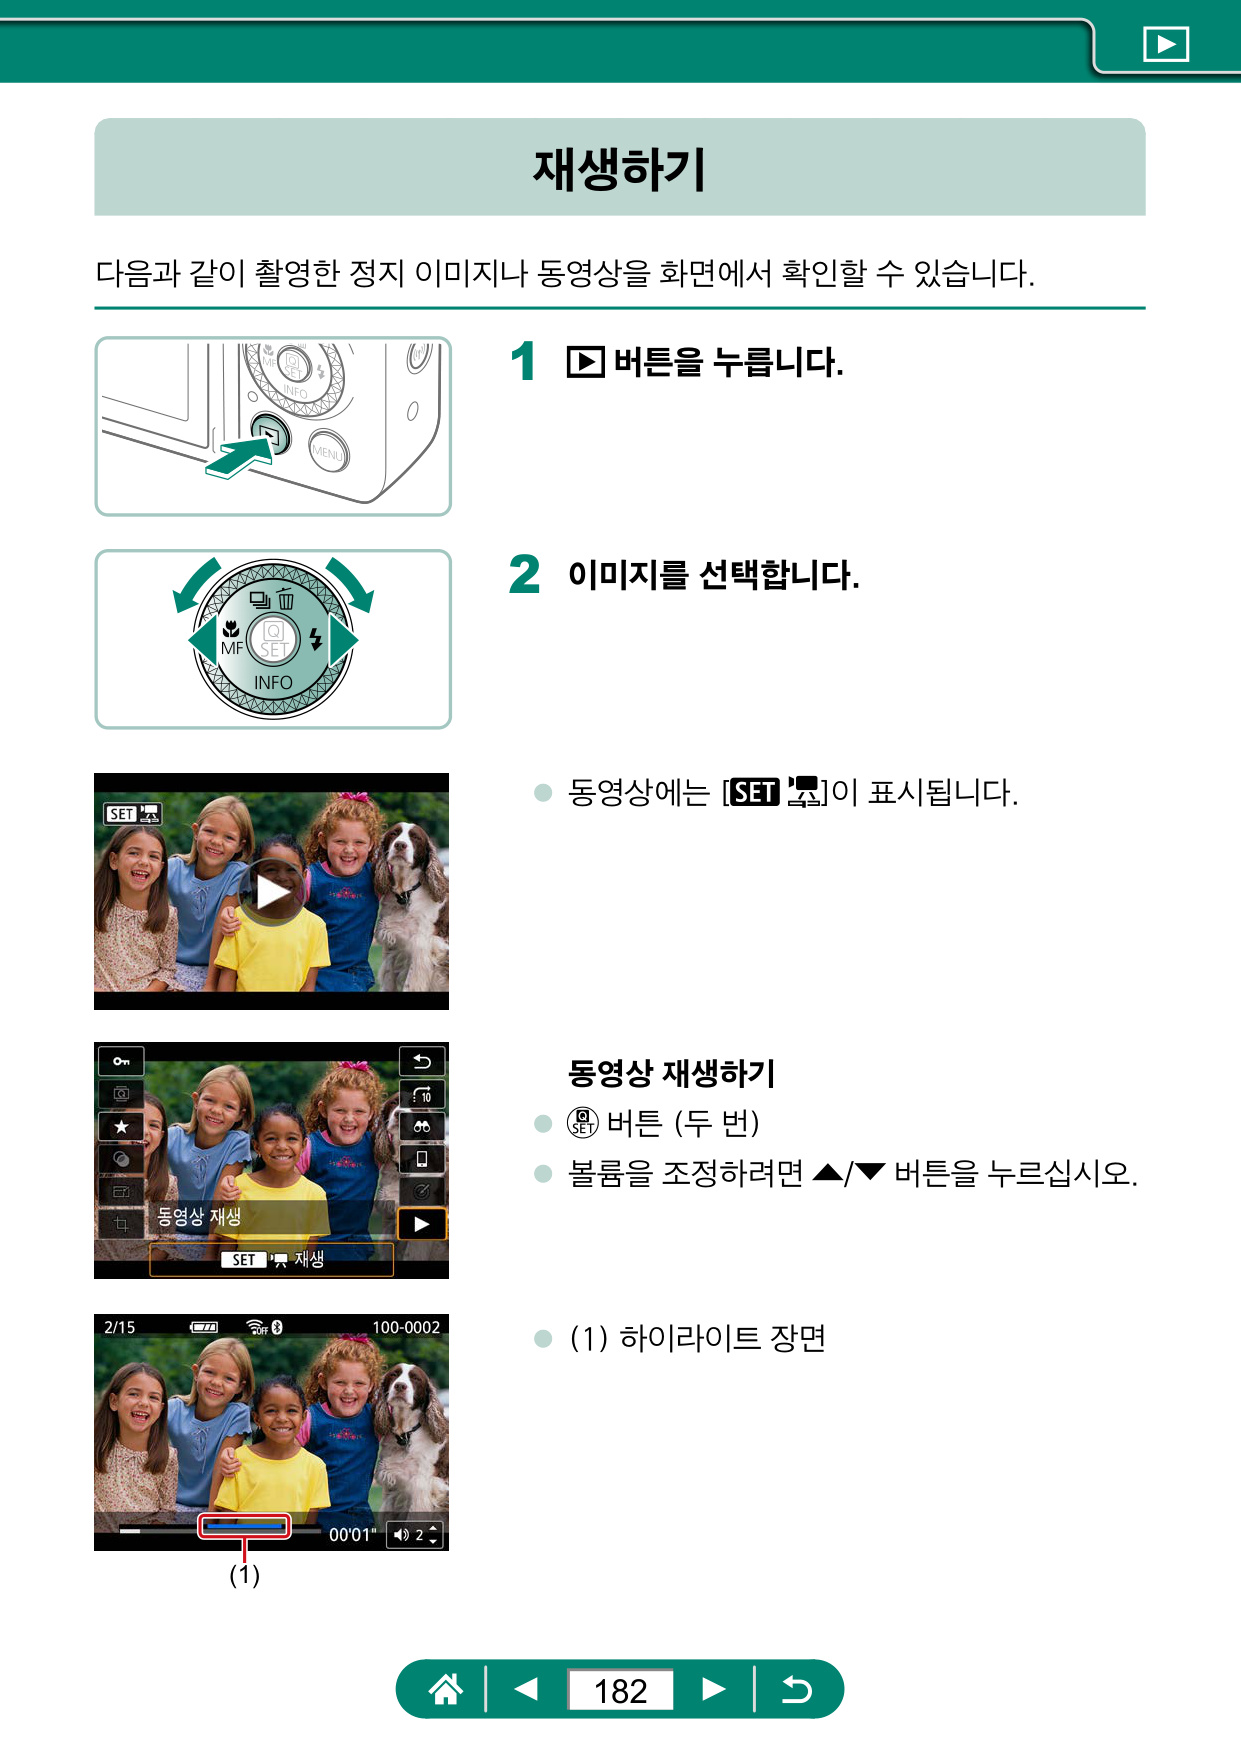 재생하기
다음과 같이 촬영한 정지 이미지나 동영상을 화면에서 확인할 수 있습니다.
MF
Q
SET
INFO
MENU
1 버튼을 누릅니다.
MF
Q
SET
INFO
2 이미지를 선택합니다.
SET
동영상에는 [SET]이 표시됩니다.
10
동영상 재생
SET 재생
동영상 재생하기
Q SET 버튼 (두 번)
볼륨을 조정하려면 ▲/▼ 버튼을 누르십시오.
2/15 OFF 100-0002
00'01" 2
(1)
(1) 하이라이트 장면
182